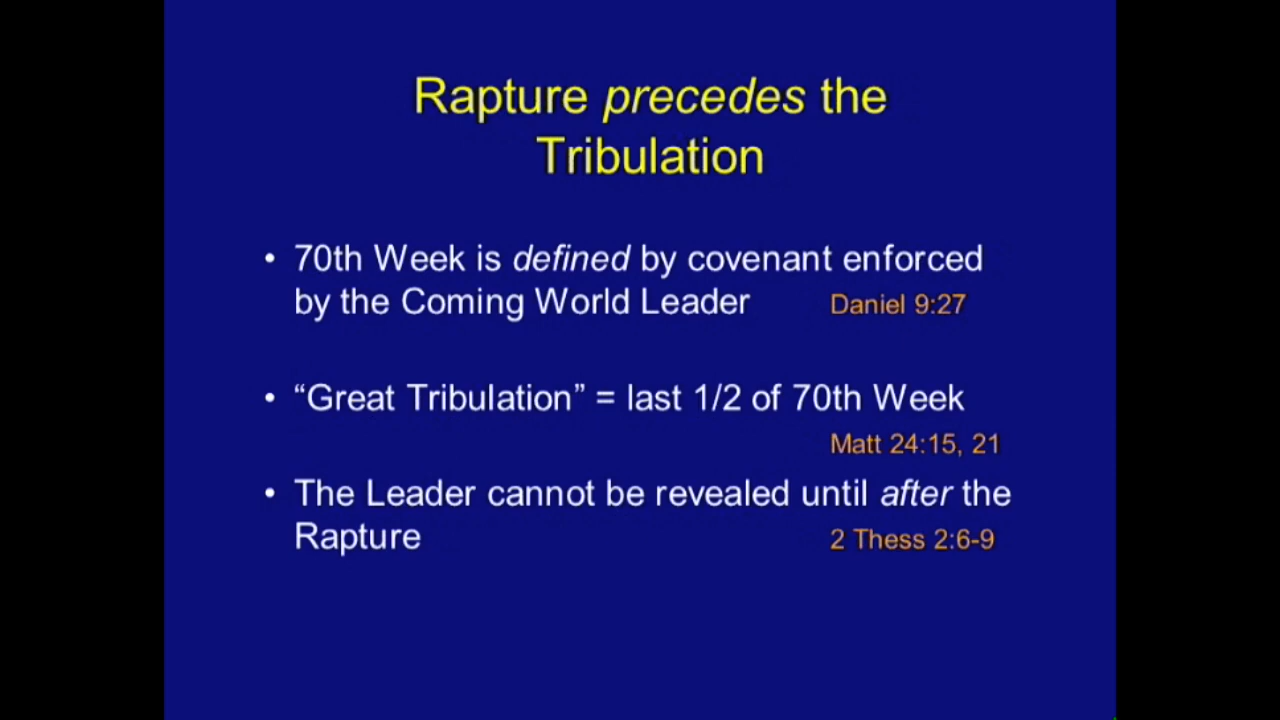 Rapture precedes the
Tribulation
• 70th Week is defined by covenant enforced
by the Coming World Leader Daniel 9:27
• “Great Tribulation” = last 1/2 of 70th Week
Matt 24:15, 21
• The Leader cannot be revealed until after the
Rapture 2 Thess 2:6-9